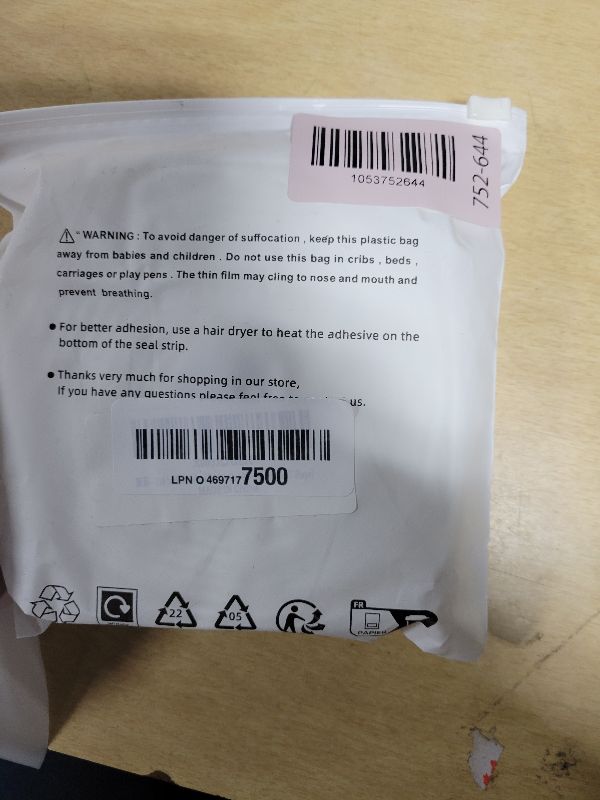 1053752644
752-644
“ WARNING : To avoid danger of suffocation , keep this plastic bag
away from babies and children . Do not use this bag in cribs , beds ,
carriages or play pens . The thin film may cling to nose and mouth and
prevent breathing.
● For better adhesion, use a hair dryer to heat the adhesive on the
bottom of the seal strip.
● Thanks very much for shopping in our store,
If you have any questions please feel free us.
LPN O 4697177500
22
05
FR
PAPIER